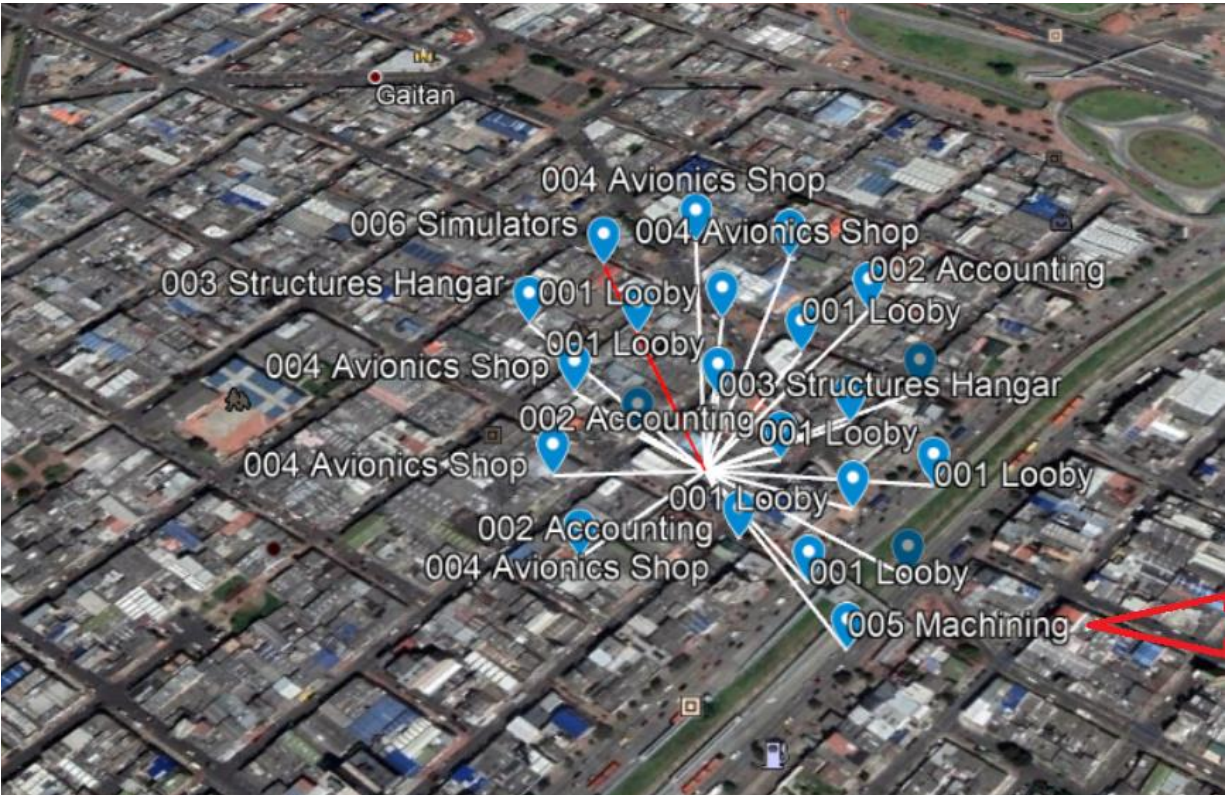 Gaitán
004 Avionics Shop
006 Simulators
004 Avionics Shop
002 Accounting
003 Structures Hangar
001 Looby
001 Looby
001 Looby
004 Avionics Shop
003 Structures Hangar
002 Accounting
001 Looby
004 Avionics Shop
001 Looby
001 Looby
002 Accounting
004 Avionics Shop
001 Looby
005 Machining